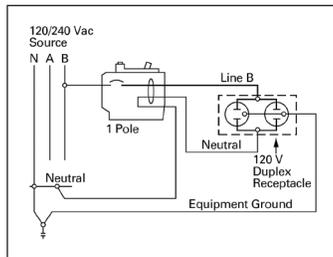 120/240 Vac
Source
N A B
Line B
1 Pole
Neutral
120 V
Duplex
Receptacle
Neutral
Equipment Ground